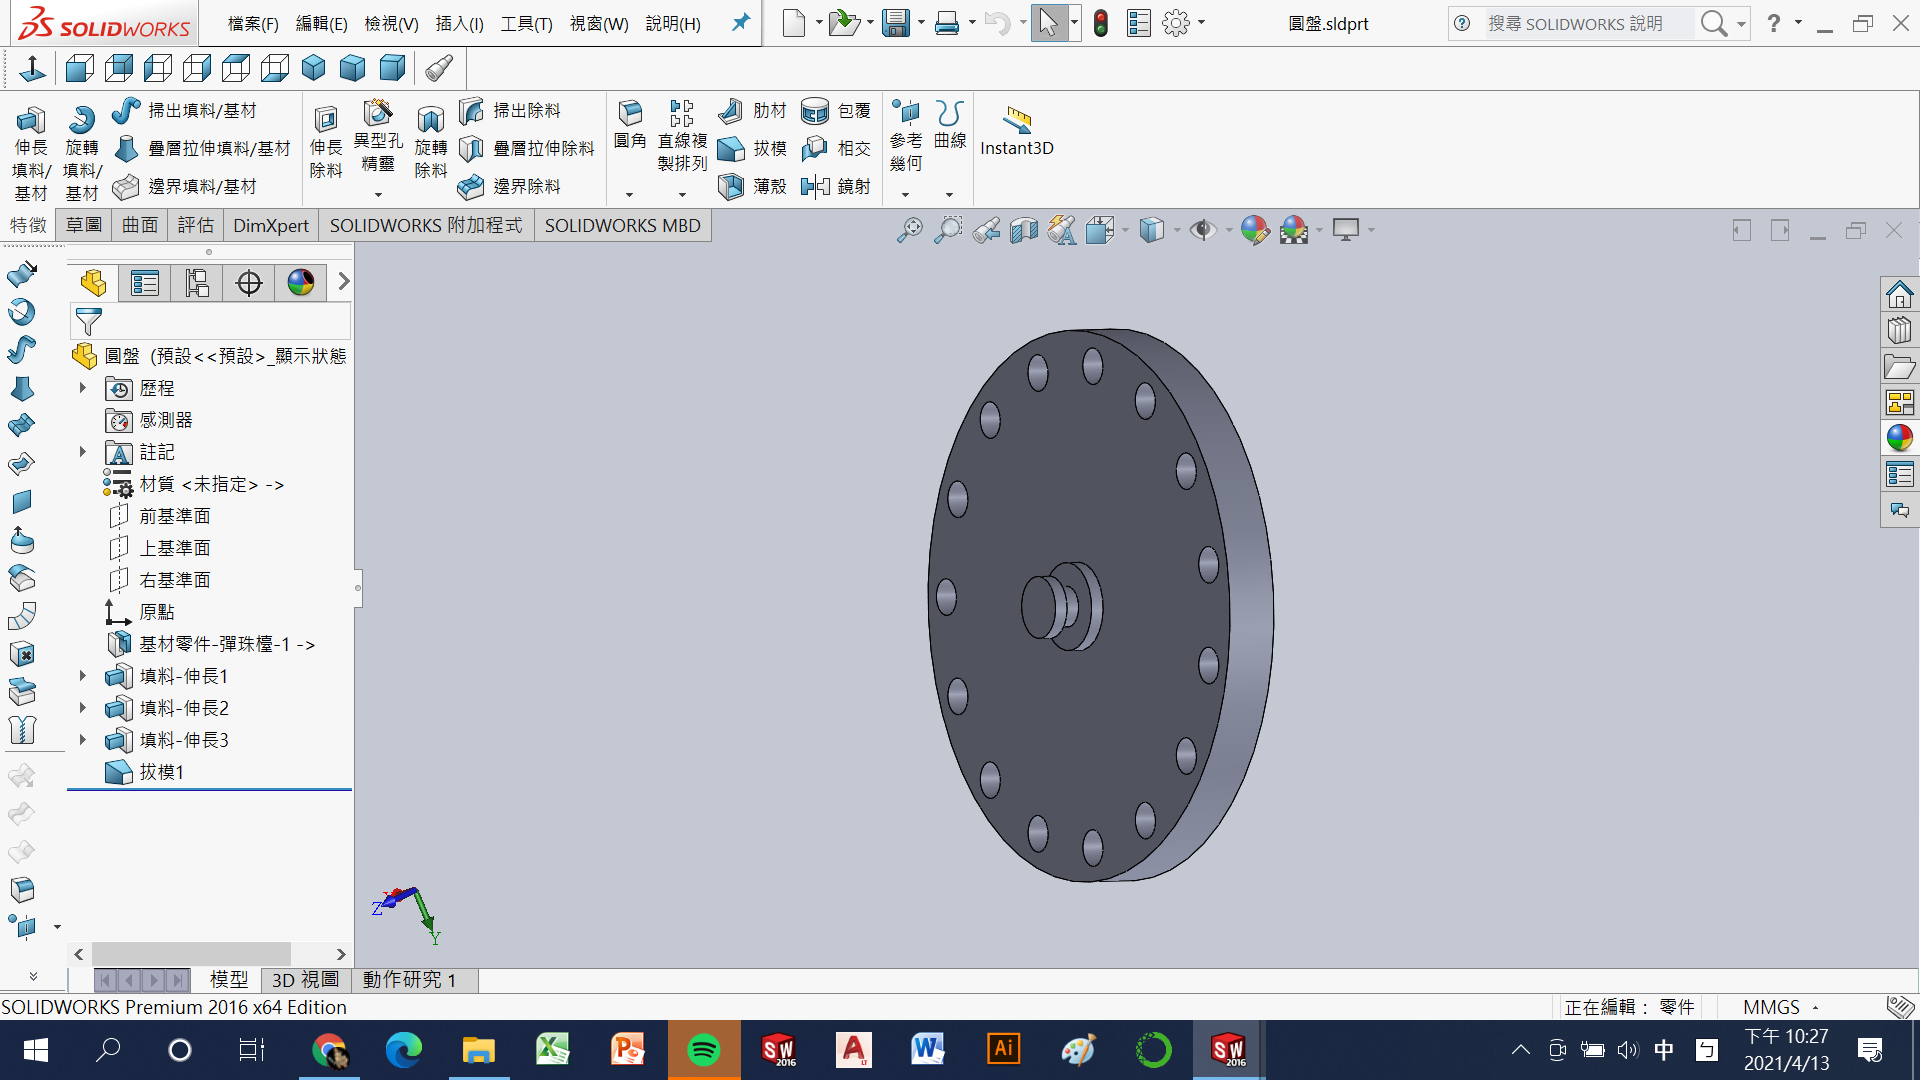 SOLIDWORKS
檔案(F) 編輯(E) 檢視(V) 插入(I) 工具(T) 視窗(W) 說明(H)
圓盤.sldprt
搜尋 SOLIDWORKS 說明
伸長填料/基材
旋轉填料/基材
掃出填料/基材
疊層拉伸填料/基材
邊界填料/基材
伸長除料
異型孔精靈
旋轉除料
掃出除料
疊層拉伸除料
邊界除料
圓角
直線複製排列
肋材
拔模
薄殼
包覆
相交
鏡射
參考幾何
曲線
Instant3D
特徵 草圖 曲面 評估 DimXpert SOLIDWORKS 附加程式 SOLIDWORKS MBD
圓盤 (預設<<預設>_顯示狀態
歷程
感測器
註記
材質 <未指定> ->
前基準面
上基準面
右基準面
原點
基材零件-彈珠檯-1 ->
填料-伸長1
填料-伸長2
填料-伸長3
拔模1
Z
Y
模型 3D 視圖 動作研究 1
SOLIDWORKS Premium 2016 x64 Edition
正在編輯： 零件
MMGS
SW 2016
A
LT
W
Ai
SW 2016
中
ㄅ
下午 10:27
2021/4/13